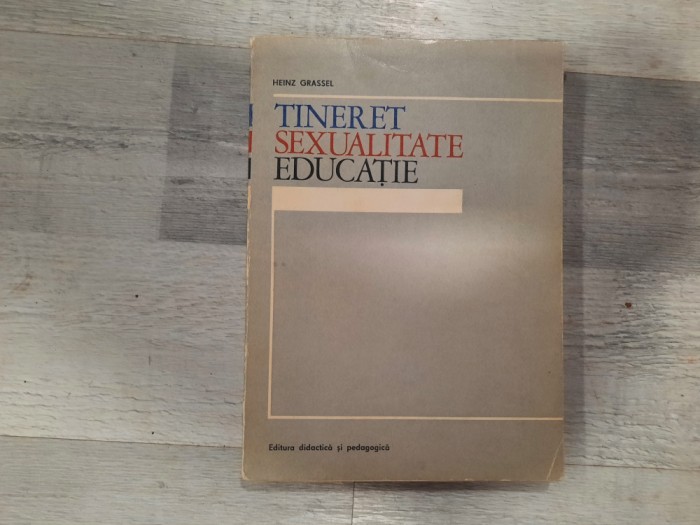 HEINZ GRASSEL
TINERET
SEXUALITATE
EDUCAȚIE
Editura didactică și pedagogică